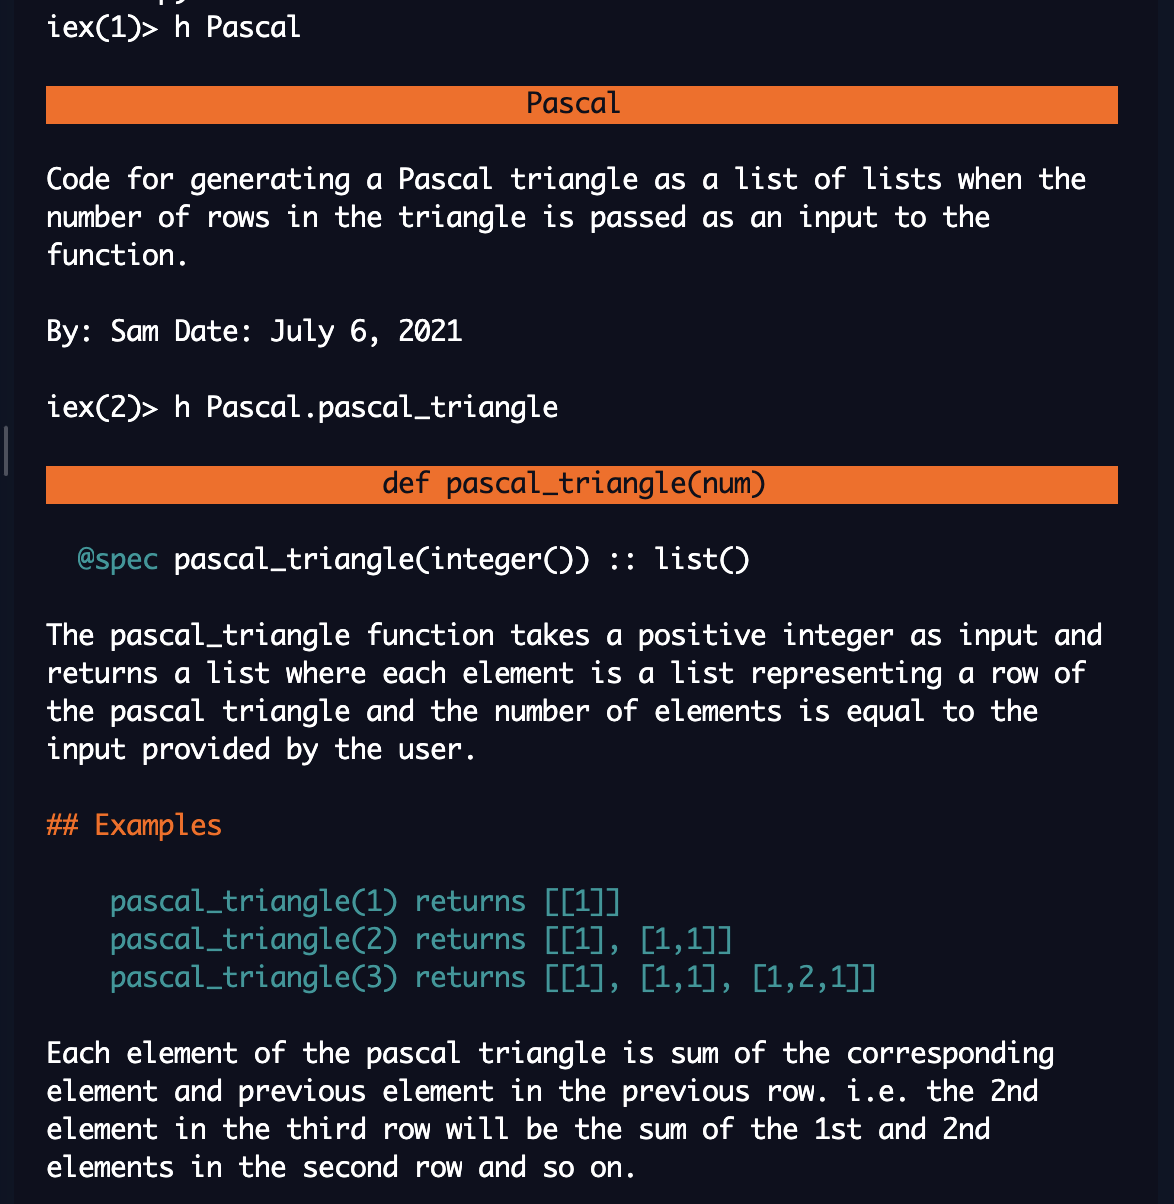 iex(1)> h Pascal
Pascal
Code for generating a Pascal triangle as a list of lists when the
number of rows in the triangle is passed as an input to the
function.
By: Sam Date: July 6, 2021
iex(2)> h Pascal.pascal_triangle
def pascal_triangle(num)
@spec pascal_triangle(integer()) :: list()
The pascal_triangle function takes a positive integer as input and
returns a list where each element is a list representing a row of
the pascal triangle and the number of elements is equal to the
input provided by the user.
## Examples
pascal_triangle(1) returns [[1]]
pascal_triangle(2) returns [[1], [1,1]]
pascal_triangle(3) returns [[1], [1,1], [1,2,1]]
Each element of the pascal triangle is sum of the corresponding
element and previous element in the previous row. i.e. the 2nd
element in the third row will be the sum of the 1st and 2nd
elements in the second row and so on.